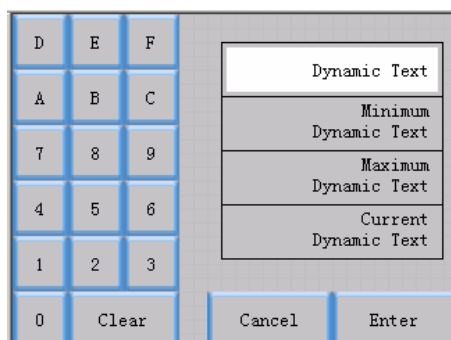 D E F
A B C
7 8 9
4 5 6
1 2 3
0 Clear
Dynamic Text
Minimum
Dynamic Text
Maximum
Dynamic Text
Current
Dynamic Text
Cancel Enter